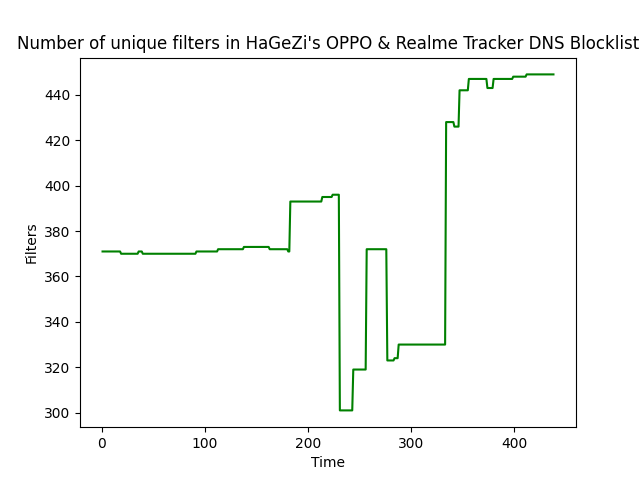 Number of unique filters in HaGeZi's OPPO & Realme Tracker DNS Blocklist
440
420
400
380
360
340
320
300
Filters
0 100 200 300 400
Time